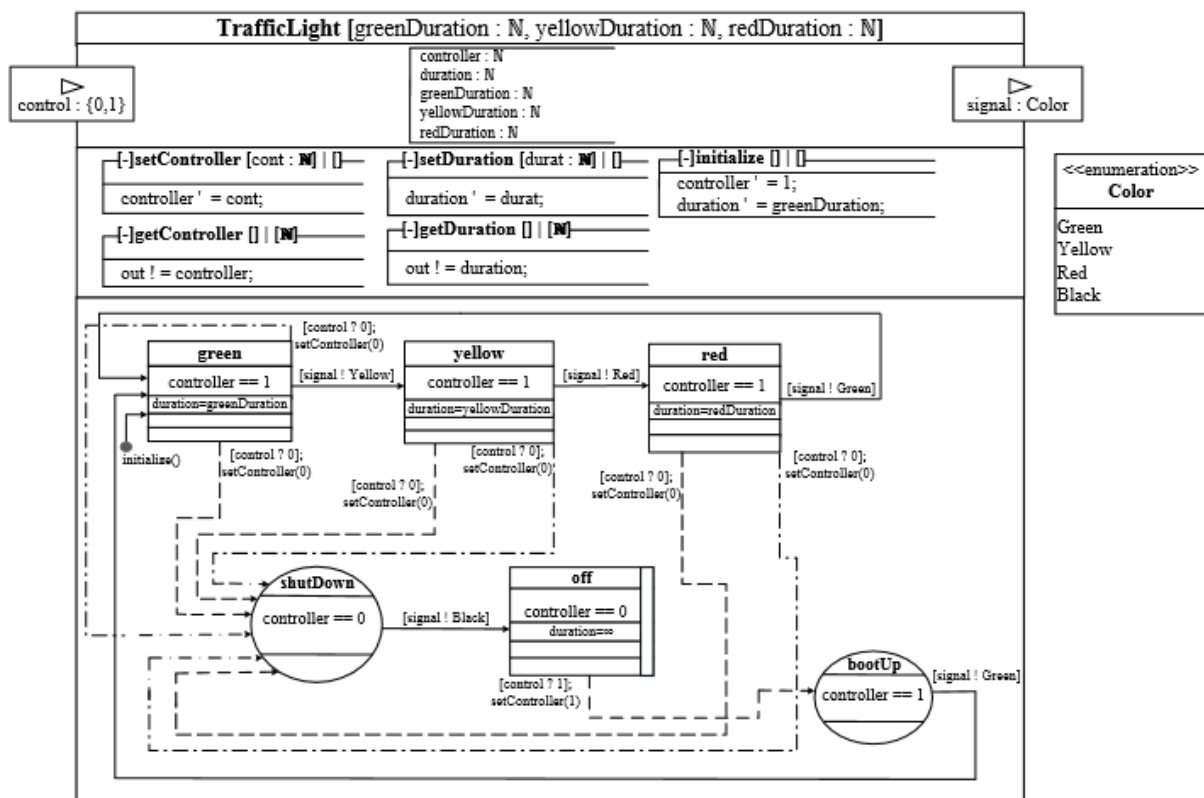 TrafficLight [greenDuration : ℕ, yellowDuration : ℕ, redDuration : ℕ]
controller : ℕ
duration : ℕ
greenDuration : ℕ
yellowDuration : ℕ
redDuration : ℕ
control : {0,1}
signal : Color
[-]setController [cont : ℕ] | []
controller ' = cont;
[-]setDuration [durat : ℕ] | []
duration ' = durat;
[-]initialize [] | []
controller ' = 1;
duration ' = greenDuration;
[-]getController [] | [ℕ]
out ! = controller;
[-]getDuration [] | [ℕ]
out ! = duration;
<<enumeration>>
Color
Green
Yellow
Red
Black
[control ? 0];
setController(0)
green
controller == 1
duration=greenDuration
[signal ! Yellow]
yellow
controller == 1
duration=yellowDuration
[signal ! Red]
red
controller == 1
duration=redDuration
[signal ! Green]
initialize()
[control ? 0];
setController(0)
[control ? 0];
setController(0)
[control ? 0];
setController(0)
[control ? 0];
setController(0)
[control ? 0];
setController(0)
shutDown
controller == 0
[signal ! Black]
off
controller == 0
duration=∞
[control ? 1];
setController(1)
bootUp
controller == 1
[signal ! Green]